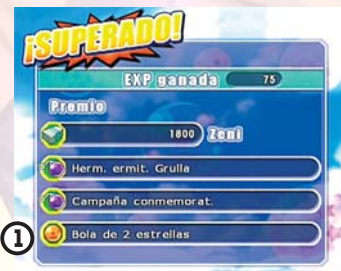 ¡SUPERADO!
EXP ganada 75
Premio
1800 Zeni
Herm. ermit. Grulla
Campaña conmemorat.
① Bola de 2 estrellas